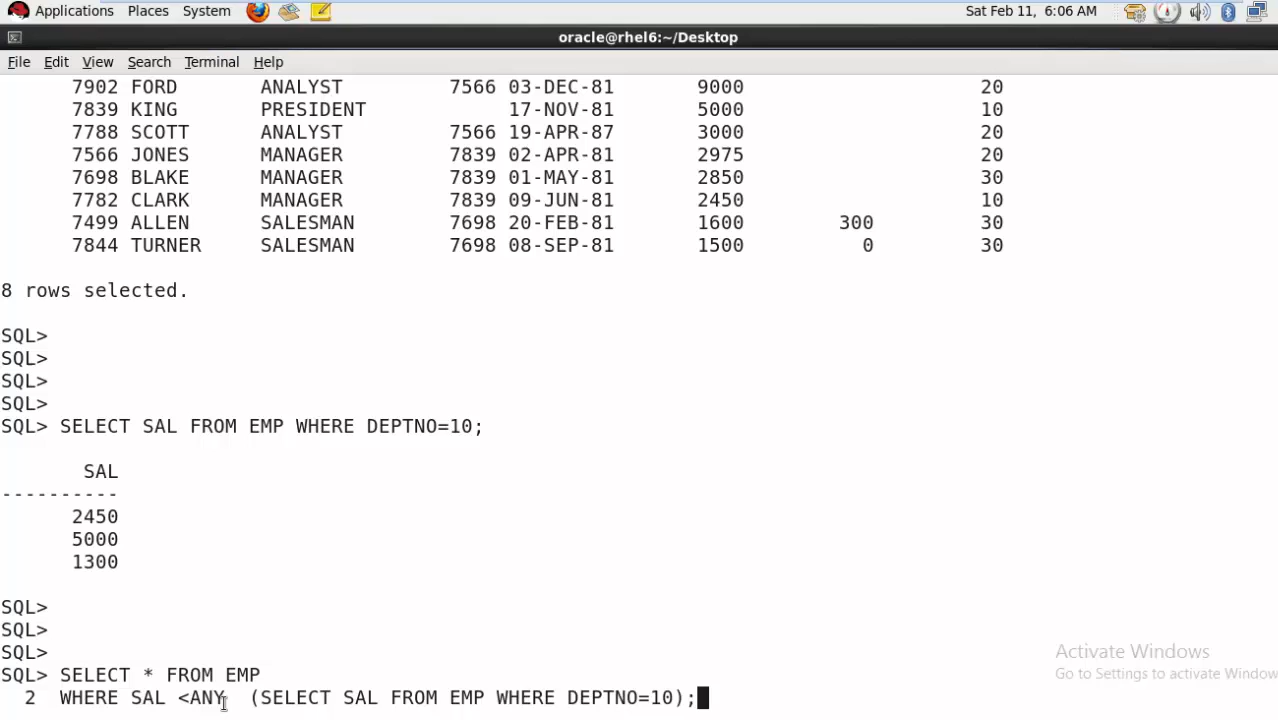 Applications Places System Sat Feb 11, 6:06 AM
oracle@rhel6:~/Desktop
File Edit View Search Terminal Help
7902 FORD ANALYST 7566 03-DEC-81 9000 20
7839 KING PRESIDENT 17-NOV-81 5000 10
7788 SCOTT ANALYST 7566 19-APR-87 3000 20
7566 JONES MANAGER 7839 02-APR-81 2975 20
7698 BLAKE MANAGER 7839 01-MAY-81 2850 30
7782 CLARK MANAGER 7839 09-JUN-81 2450 10
7499 ALLEN SALESMAN 7698 20-FEB-81 1600 300 30
7844 TURNER SALESMAN 7698 08-SEP-81 1500 0 30
8 rows selected.
SQL>
SQL>
SQL>
SQL>
SQL> SELECT SAL FROM EMP WHERE DEPTNO=10;
SAL
----------
2450
5000
1300
SQL>
SQL>
SQL>
SQL> SELECT * FROM EMP
2 WHERE SAL <ANY (SELECT SAL FROM EMP WHERE DEPTNO=10);
Activate Windows
Go to Settings to activate Window